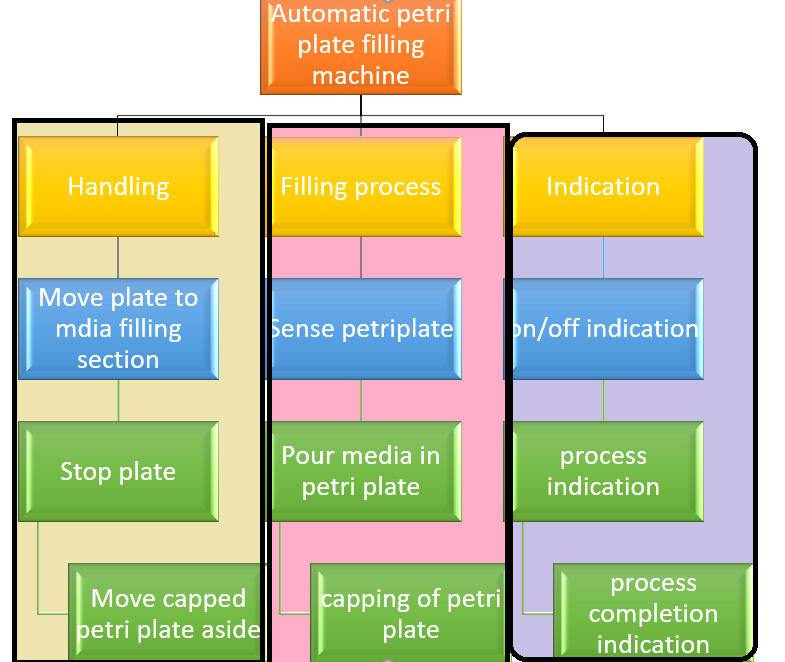 Automatic petri
plate filling
machine
Handling
Filling process
Indication
Move plate to
mdia filling
section
Sense petriplate
on/off indication
Stop plate
Pour media in
petri plate
process
indication
Move capped
petri plate aside
capping of petri
plate
process
completion
indication